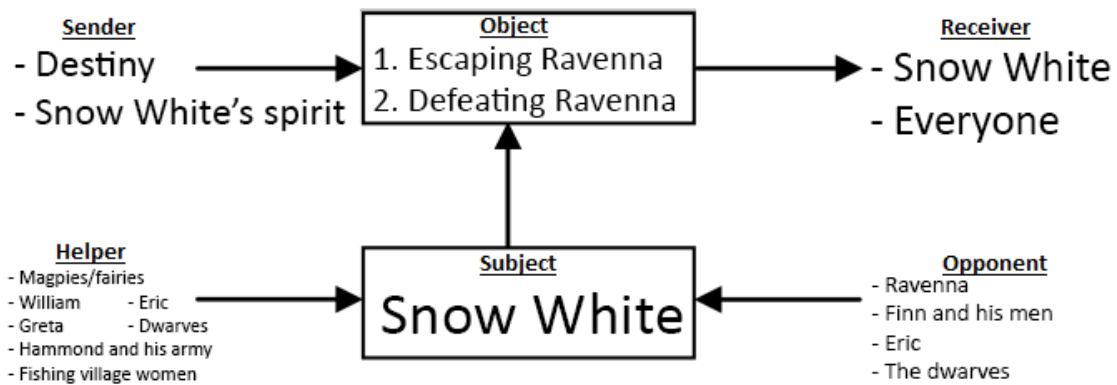 Sender
- Destiny
- Snow White's spirit
Object
1. Escaping Ravenna
2. Defeating Ravenna
Receiver
- Snow White
- Everyone
Helper
- Magpies/fairies
- William - Eric
- Greta - Dwarves
- Hammond and his army
- Fishing village women
Subject
Snow White
Opponent
- Ravenna
- Finn and his men
- Eric
- The dwarves